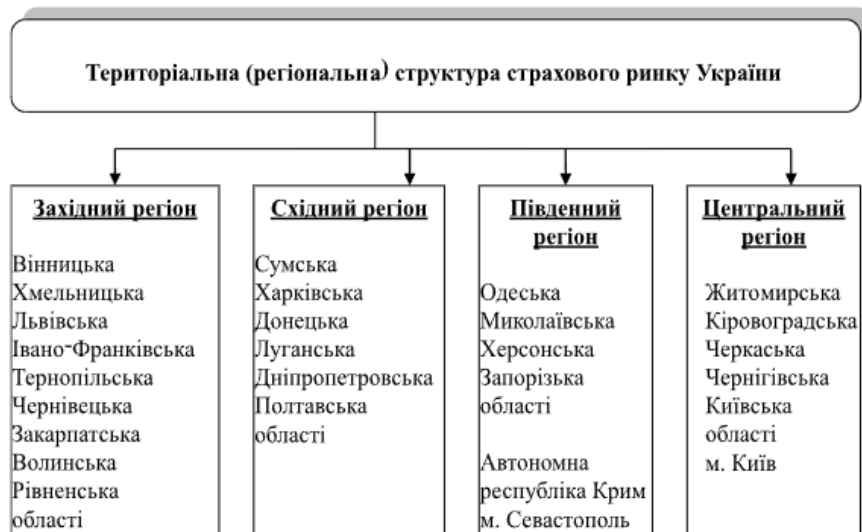 Територіальна (регіональна) структура страхового ринку України
Західний регіон
Вінницька
Хмельницька
Львівська
Івано-Франківська
Тернопільська
Чернівецька
Закарпатська
Волинська
Рівненська
області
Східний регіон
Сумська
Харківська
Донецька
Луганська
Дніпропетровська
Полтавська
області
Південний
регіон
Одеська
Миколаївська
Херсонська
Запорізька
області
Автономна
республіка Крим
м. Севастополь
Центральний
регіон
Житомирська
Кіровоградська
Черкаська
Чернігівська
Київська
області
м. Київ